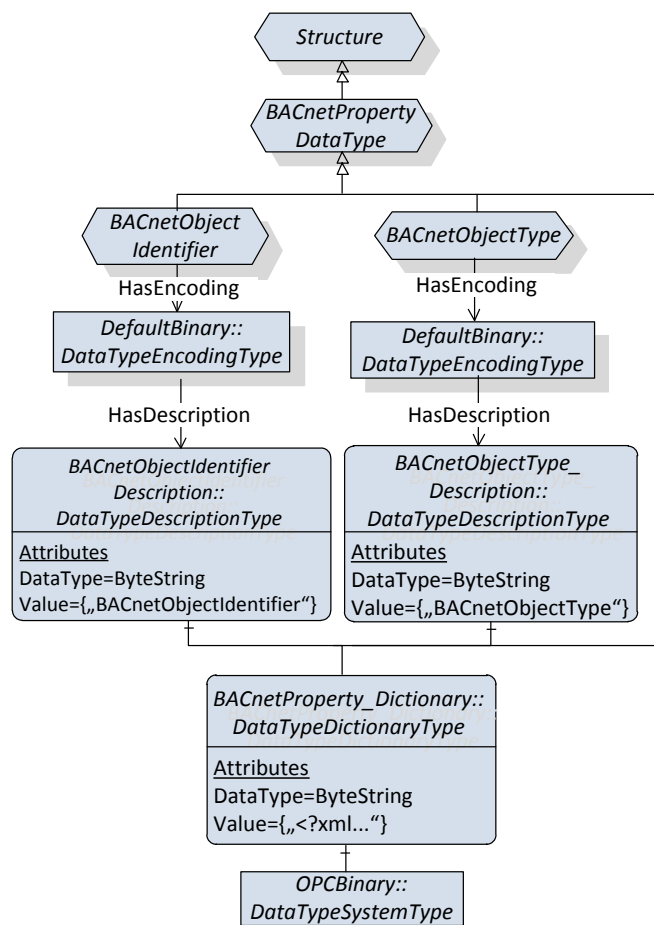 Structure
BACnetProperty
DataType
BACnetObject
Identifier
BACnetObjectType
HasEncoding
HasEncoding
DefaultBinary::
DataTypeEncodingType
DefaultBinary::
DataTypeEncodingType
HasDescription
HasDescription
BACnetObjectIdentifier
Description::
DataTypeDescriptionType
Attributes
DataType=ByteString
Value={„BACnetObjectIdentifier“}
BACnetObjectType_
Description::
DataTypeDescriptionType
Attributes
DataType=ByteString
Value={„BACnetObjectType“}
BACnetProperty_Dictionary::
DataTypeDictionaryType
Attributes
DataType=ByteString
Value={„<?xml...“}
OPCBinary::
DataTypeSystemType